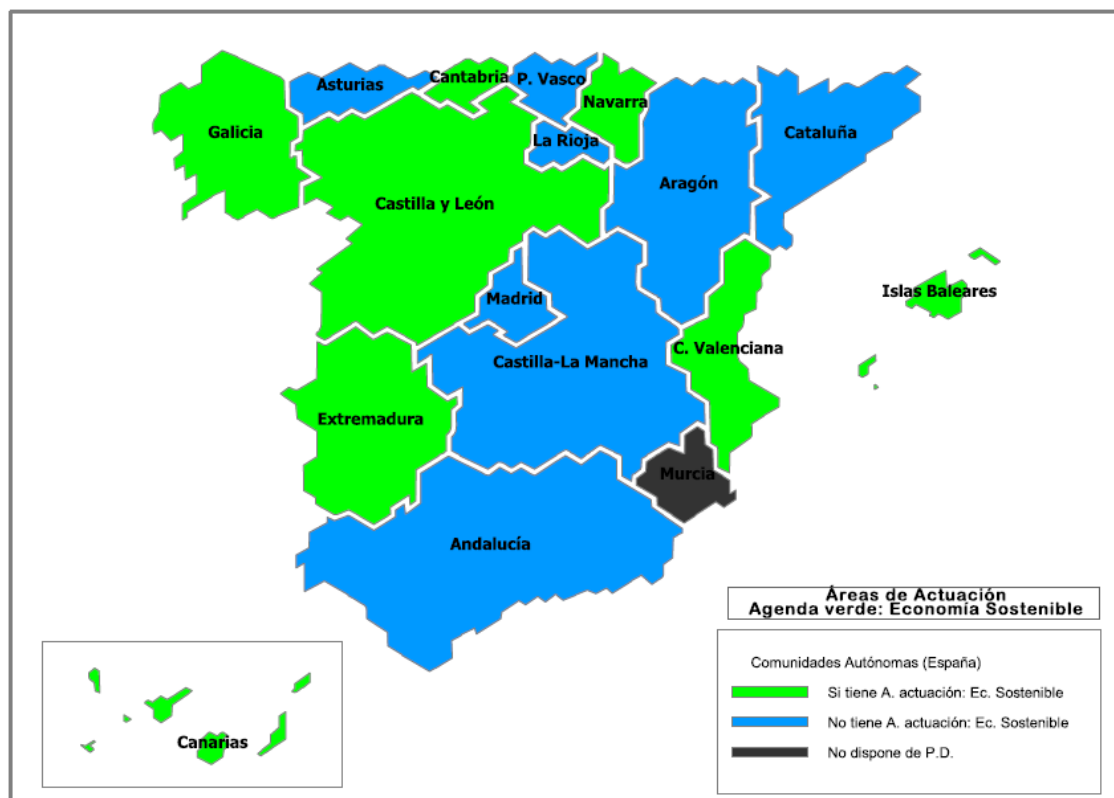 Asturias
Cantabria
P. Vasco
Navarra
Galicia
La Rioja
Cataluña
Aragón
Castilla y León
Madrid
Islas Baleares
C. Valenciana
Castilla-La Mancha
Extremadura
Murcia
Andalucía
Canarias
Áreas de Actuación
Agenda verde: Economía Sostenible
Comunidades Autónomas (España)
Si tiene A. actuación: Ec. Sostenible
No tiene A. actuación: Ec. Sostenible
No dispone de P.D.